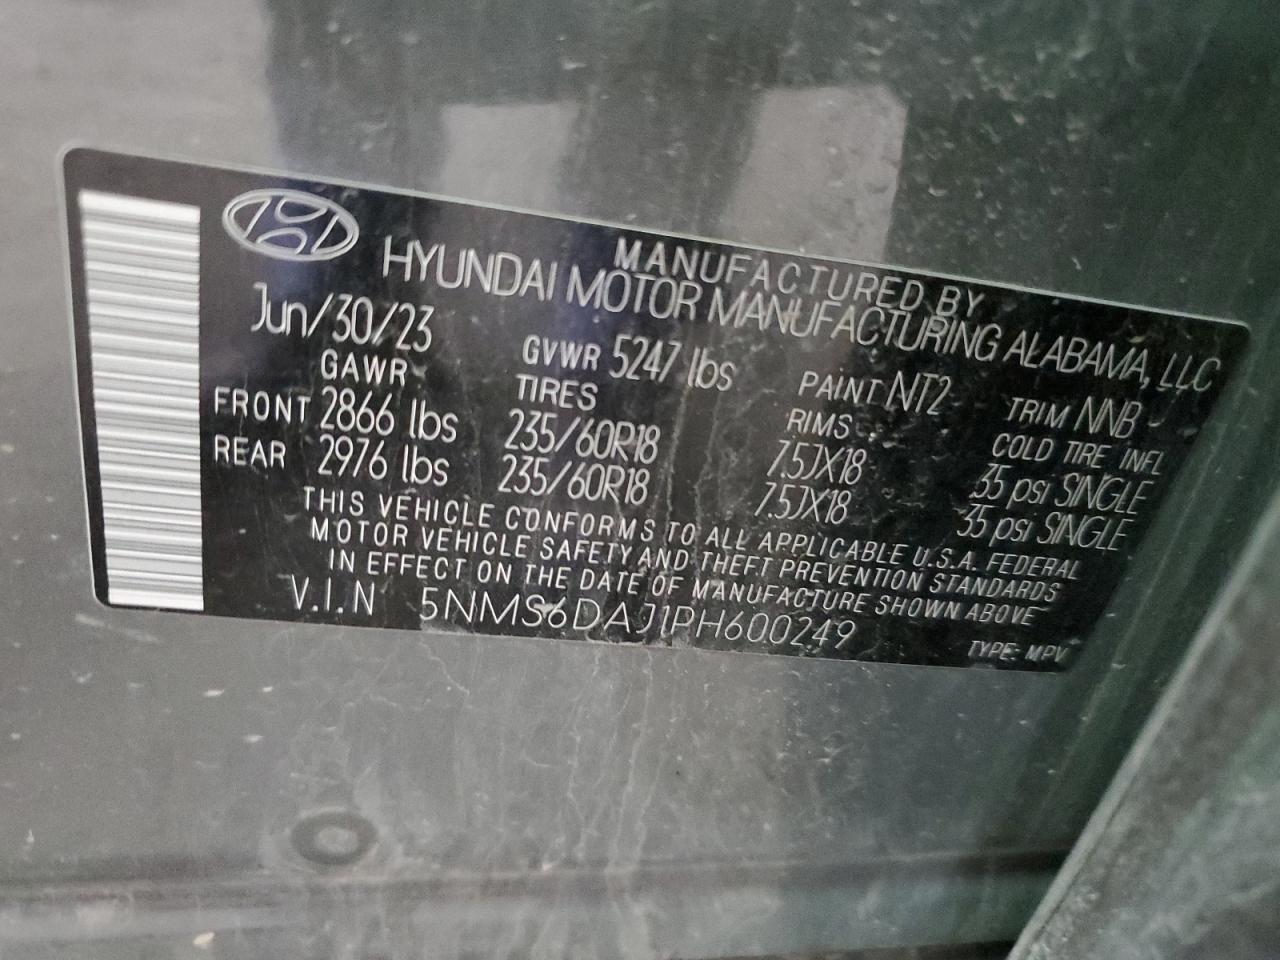 MANUFACTURED BY
HYUNDAI MOTOR MANUFACTURING ALABAMA, LLC
Jun/30/23 GVWR 5247 lbs PAINT NT2 TRIM NNB
GAWR TIRES RIMS COLD TIRE INFL
FRONT 2866 lbs 235/60R18 7.5JX18 35 psi SINGLE
REAR 2976 lbs 235/60R18 7.5JX18 35 psi SINGLE
THIS VEHICLE CONFORMS TO ALL APPLICABLE U.S.A. FEDERAL
MOTOR VEHICLE SAFETY AND THEFT PREVENTION STANDARDS
IN EFFECT ON THE DATE OF MANUFACTURE SHOWN ABOVE
V.I.N 5NMS6DAJ1PH600249 TYPE: MPV